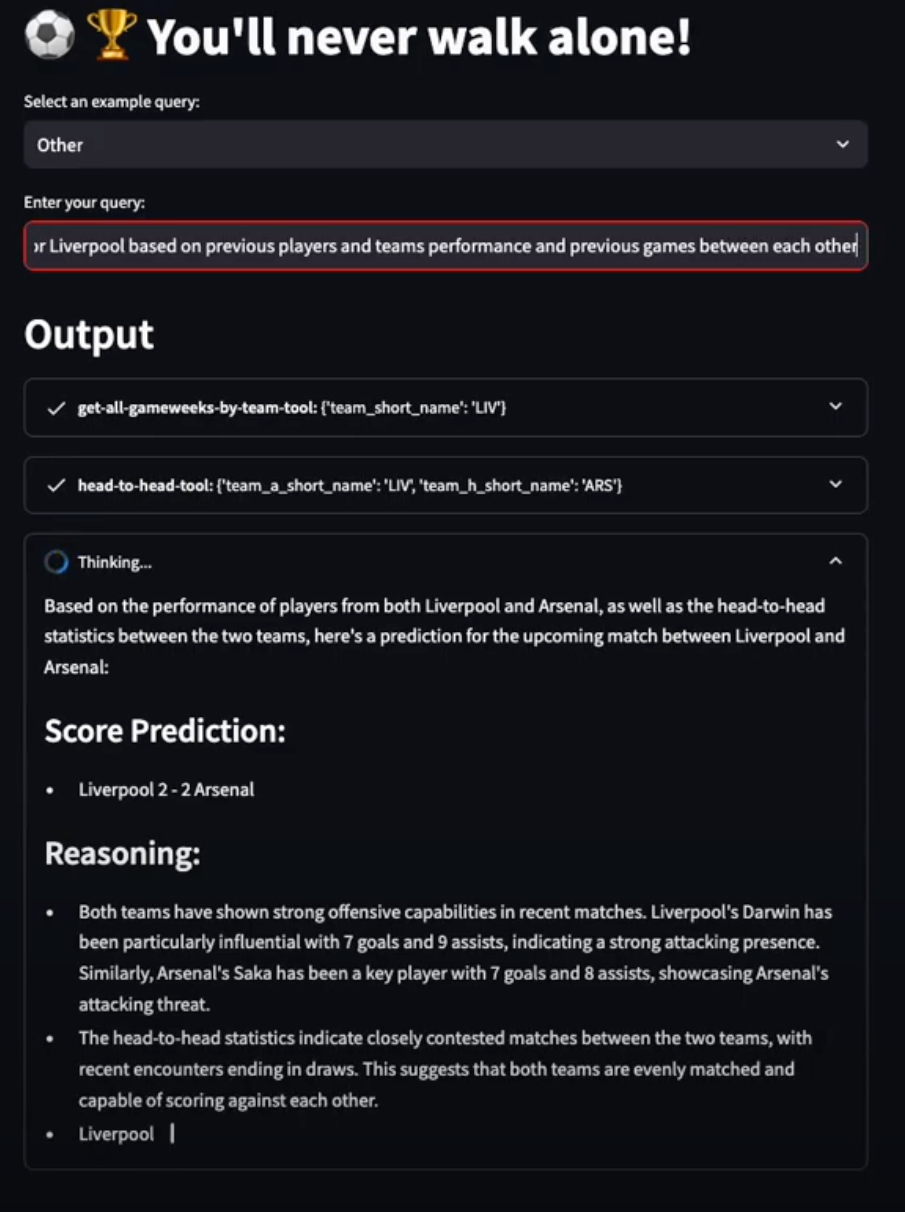 ⚽ 🏆 You'll never walk alone!
Select an example query:
Other
Enter your query:
or Liverpool based on previous players and teams performance and previous games between each other
Output
get-all-gameweeks-by-team-tool: {'team_short_name': 'LIV'}
head-to-head-tool: {'team_a_short_name': 'LIV', 'team_h_short_name': 'ARS'}
Thinking...
Based on the performance of players from both Liverpool and Arsenal, as well as the head-to-head
statistics between the two teams, here's a prediction for the upcoming match between Liverpool and
Arsenal:
Score Prediction:
• Liverpool 2 - 2 Arsenal
Reasoning:
• Both teams have shown strong offensive capabilities in recent matches. Liverpool's Darwin has
been particularly influential with 7 goals and 9 assists, indicating a strong attacking presence.
Similarly, Arsenal's Saka has been a key player with 7 goals and 8 assists, showcasing Arsenal's
attacking threat.
• The head-to-head statistics indicate closely contested matches between the two teams, with
recent encounters ending in draws. This suggests that both teams are evenly matched and
capable of scoring against each other.
• Liverpool